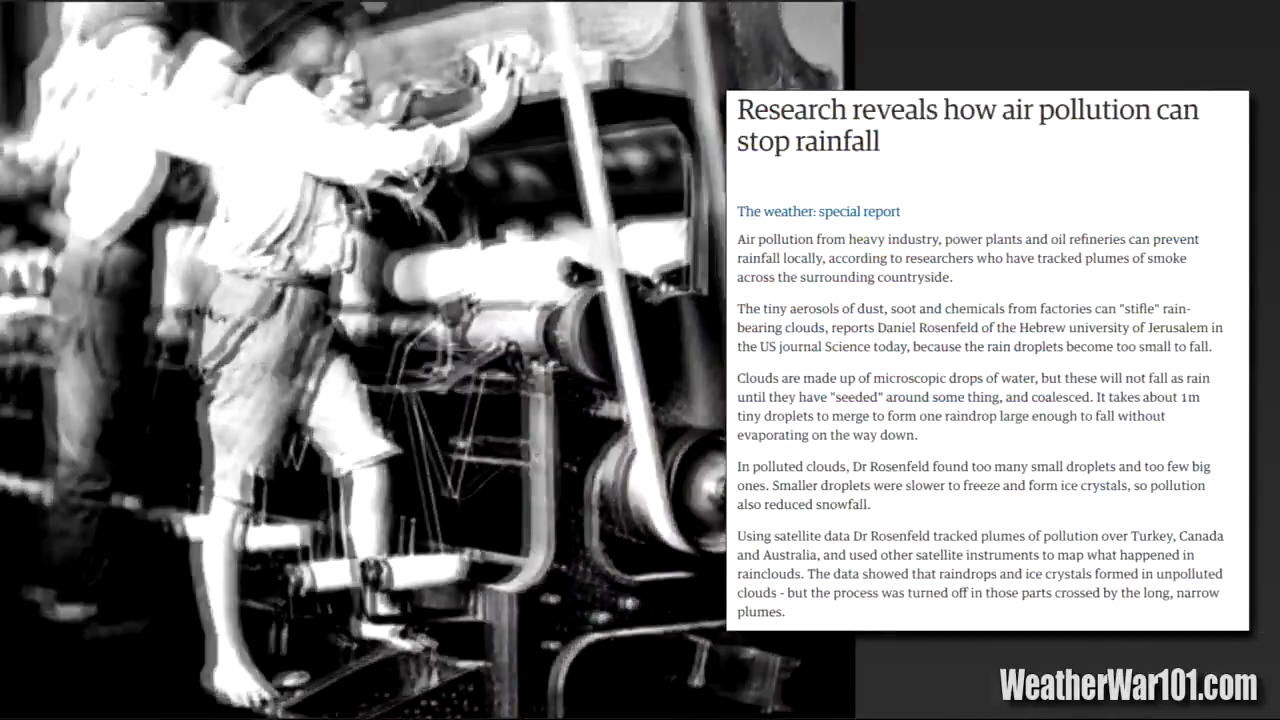 Research reveals how air pollution can
stop rainfall
The weather: special report
Air pollution from heavy industry, power plants and oil refineries can prevent
rainfall locally, according to researchers who have tracked plumes of smoke
across the surrounding countryside.
The tiny aerosols of dust, soot and chemicals from factories can "stifle" rain-
bearing clouds, reports Daniel Rosenfeld of the Hebrew university of Jerusalem in
the US journal Science today, because the rain droplets become too small to fall.
Clouds are made up of microscopic drops of water, but these will not fall as rain
until they have "seeded" around some thing, and coalesced. It takes about 1m
tiny droplets to merge to form one raindrop large enough to fall without
evaporating on the way down.
In polluted clouds, Dr Rosenfeld found too many small droplets and too few big
ones. Smaller droplets were slower to freeze and form ice crystals, so pollution
also reduced snowfall.
Using satellite data Dr Rosenfeld tracked plumes of pollution over Turkey, Canada
and Australia, and used other satellite instruments to map what happened in
rainclouds. The data showed that raindrops and ice crystals formed in unpolluted
clouds - but the process was turned off in those parts crossed by the long, narrow
plumes.
WeatherWar101.com